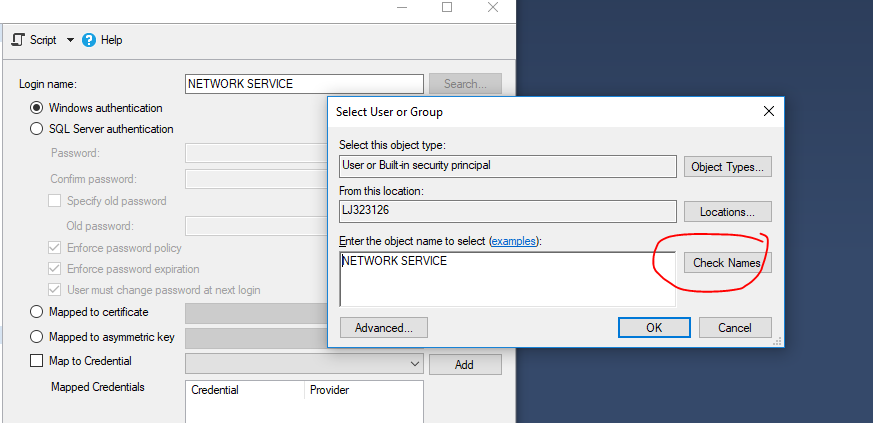 Script Help
Login name: NETWORK SERVICE Search...
Windows authentication
SQL Server authentication
Password:
Confirm password:
Specify old password
Old password:
Enforce password policy
Enforce password expiration
User must change password at next login
Mapped to certificate
Mapped to asymmetric key
Map to Credential Add
Mapped Credentials Credential Provider
Select User or Group
Select this object type:
User or Built-in security principal Object Types...
From this location:
LJ323126 Locations...
Enter the object name to select (examples):
NETWORK SERVICE Check Names
Advanced... OK Cancel